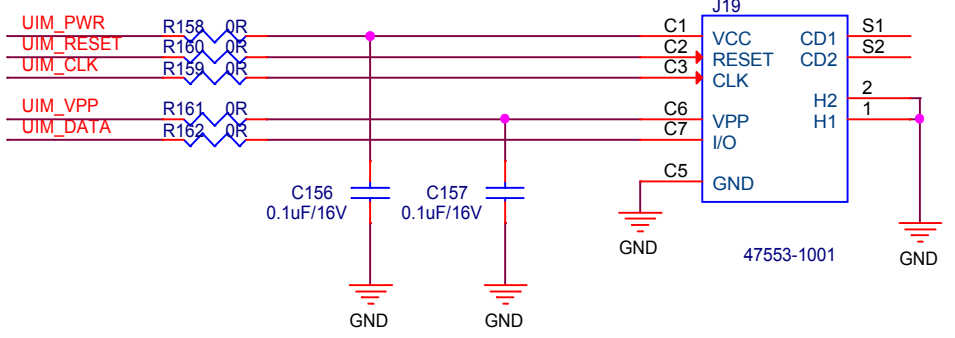 J19
UIM_PWR R158 0R C1 VCC CD1 S1
UIM_RESET R160 0R C2 RESET CD2 S2
UIM_CLK R159 0R C3 CLK
H2 2
UIM_VPP R161 0R C6 VPP H1 1
UIM_DATA R162 0R C7 I/O
C5 GND
C156 C157
0.1uF/16V 0.1uF/16V
GND 47553-1001 GND
GND GND